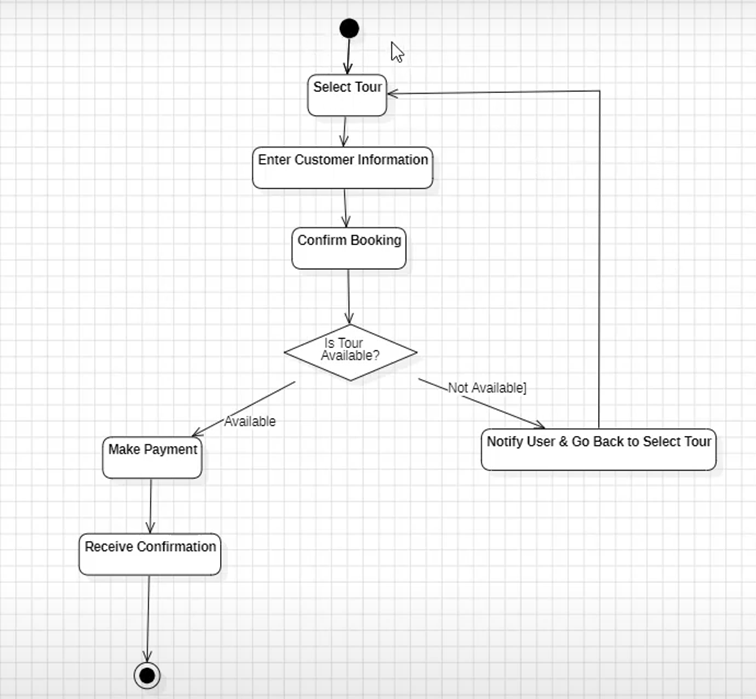 Select Tour
Enter Customer Information
Confirm Booking
Is Tour
Available?
Not Available]
Available
Make Payment
Notify User & Go Back to Select Tour
Receive Confirmation